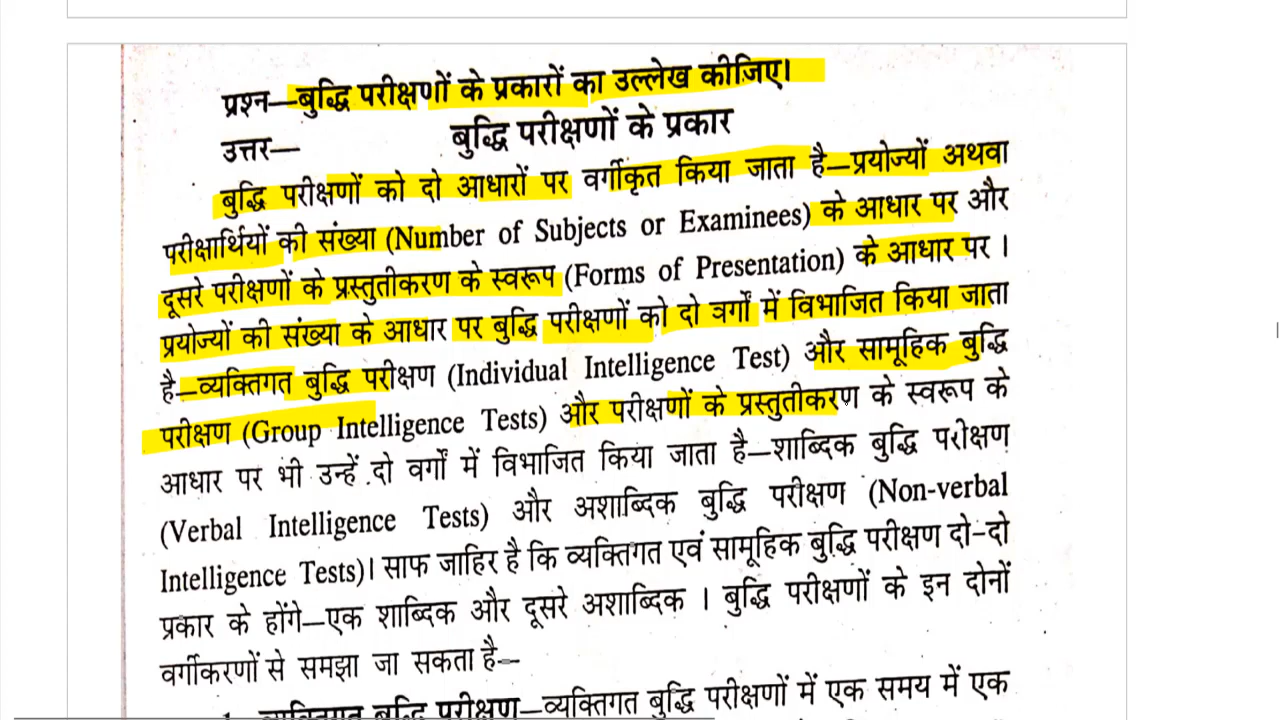 प्रश्न—बुद्धि परीक्षणों के प्रकारों का उल्लेख कीजिए।
उत्तर— बुद्धि परीक्षणों के प्रकार
बुद्धि परीक्षणों को दो आधारों पर वर्गीकृत किया जाता है—प्रयोज्यों अथवा
परीक्षार्थियों की संख्या (Number of Subjects or Examinees) के आधार पर और
दूसरे परीक्षणों के प्रस्तुतीकरण के स्वरूप (Forms of Presentation) के आधार पर ।
प्रयोज्यों की संख्या के आधार पर बुद्धि परीक्षणों को दो वर्गों में विभाजित किया जाता
है—व्यक्तिगत बुद्धि परीक्षण (Individual Intelligence Test) और सामूहिक बुद्धि
परीक्षण (Group Intelligence Tests) और परीक्षणों के प्रस्तुतीकरण के स्वरूप के
आधार पर भी उन्हें दो वर्गों में विभाजित किया जाता है—शाब्दिक बुद्धि परीक्षण
(Verbal Intelligence Tests) और अशाब्दिक बुद्धि परीक्षण (Non-verbal
Intelligence Tests)। साफ जाहिर है कि व्यक्तिगत एवं सामूहिक बुद्धि परीक्षण दो-दो
प्रकार के होंगे—एक शाब्दिक और दूसरे अशाब्दिक । बुद्धि परीक्षणों के इन दोनों
वर्गीकरणों से समझा जा सकता है—
1. व्यक्तिगत बुद्धि परीक्षण—व्यक्तिगत बुद्धि परीक्षणों में एक समय में एक